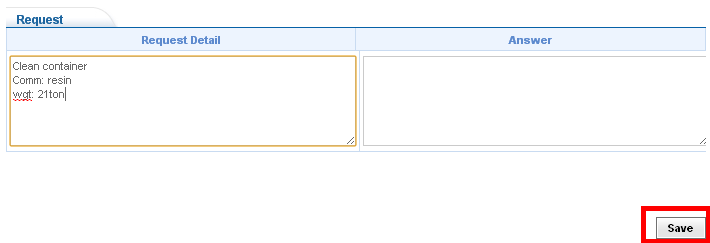 Request
Request Detail
Answer
Clean container
Comm: resin
wgt: 21ton
Save